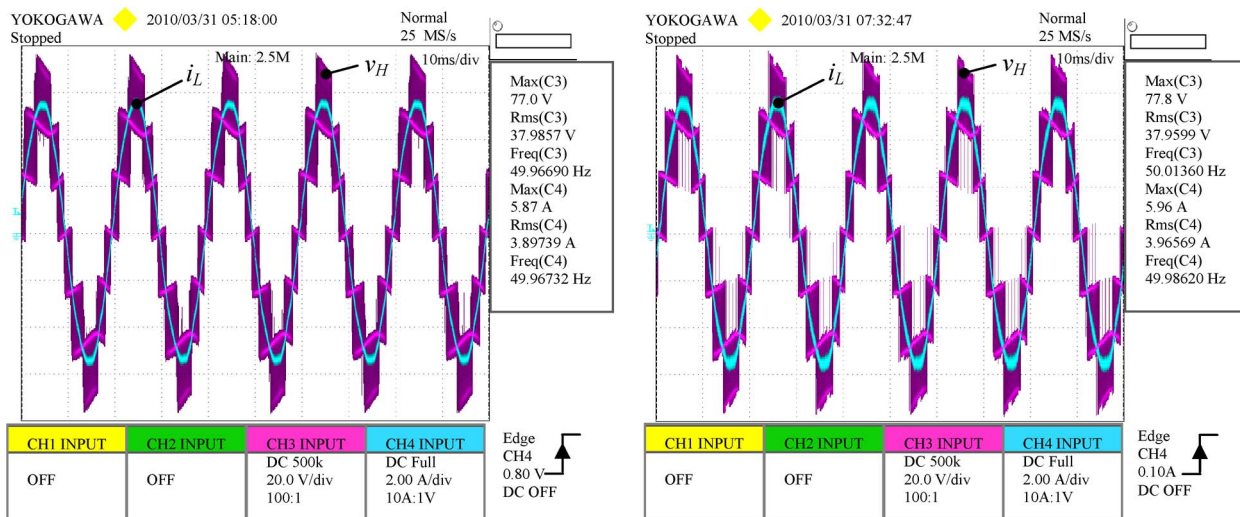 YOKOGAWA 2010/03/31 05:18:00
Normal
Stopped
25 MS/s
Main: 2.5M
10ms/div
i_L
v_H
Max(C3)
77.0 V
Rms(C3)
37.9857 V
Freq(C3)
49.96690 Hz
Max(C4)
5.87 A
Rms(C4)
3.89739 A
Freq(C4)
49.96732 Hz
CH1 INPUT
CH2 INPUT
CH3 INPUT
CH4 INPUT
OFF
OFF
DC 500k
20.0 V/div
100:1
DC Full
2.00 A/div
10A:1V
Edge
CH4
0.80 V
DC OFF
YOKOGAWA 2010/03/31 07:32:47
Normal
Stopped
25 MS/s
Main: 2.5M
10ms/div
i_L
v_H
Max(C3)
77.8 V
Rms(C3)
37.9599 V
Freq(C3)
50.01360 Hz
Max(C4)
5.96 A
Rms(C4)
3.96569 A
Freq(C4)
49.98620 Hz
CH1 INPUT
CH2 INPUT
CH3 INPUT
CH4 INPUT
OFF
OFF
DC 500k
20.0 V/div
100:1
DC Full
2.00 A/div
10A:1V
Edge
CH4
0.10A
DC OFF